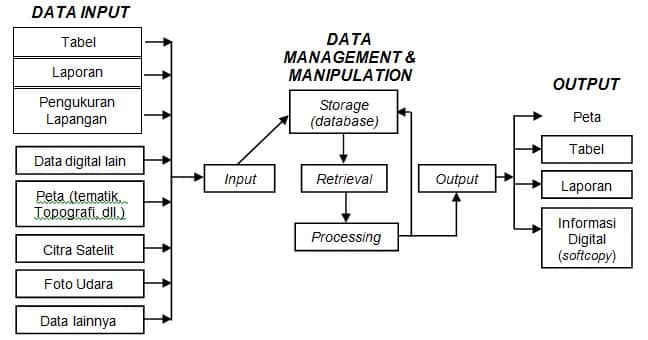 DATA INPUT
Tabel
Laporan
Pengukuran
Lapangan
Data digital lain
Peta (tematik,
Topografi, dll.)
Citra Satelit
Foto Udara
Data lainnya
Input
DATA
MANAGEMENT &
MANIPULATION
Storage
(database)
Retrieval
Processing
Output
OUTPUT
Peta
Tabel
Laporan
Informasi
Digital
(softcopy)